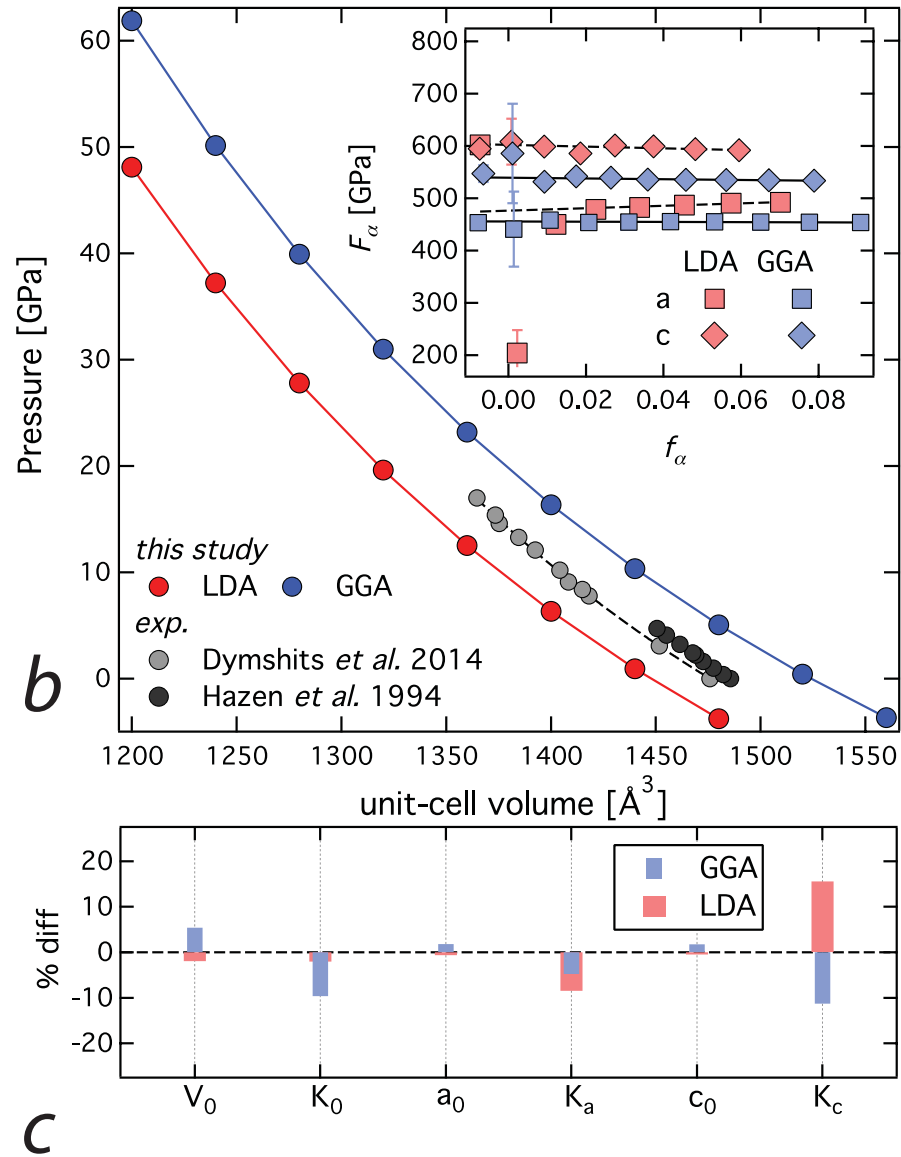 60
50
40
30
20
10
0
Pressure [GPa]
1200
1250
1300
1350
1400
1450
1500
1550
unit-cell volume [Å³]
this study
LDA
GGA
exp.
Dymshits et al. 2014
Hazen et al. 1994
b
800
700
600
500
400
300
200
Fα [GPa]
0.00
0.02
0.04
0.06
0.08
fα
LDA GGA
a
c
20
10
0
-10
-20
% diff
GGA
LDA
V0
K0
a0
Ka
c0
Kc
c